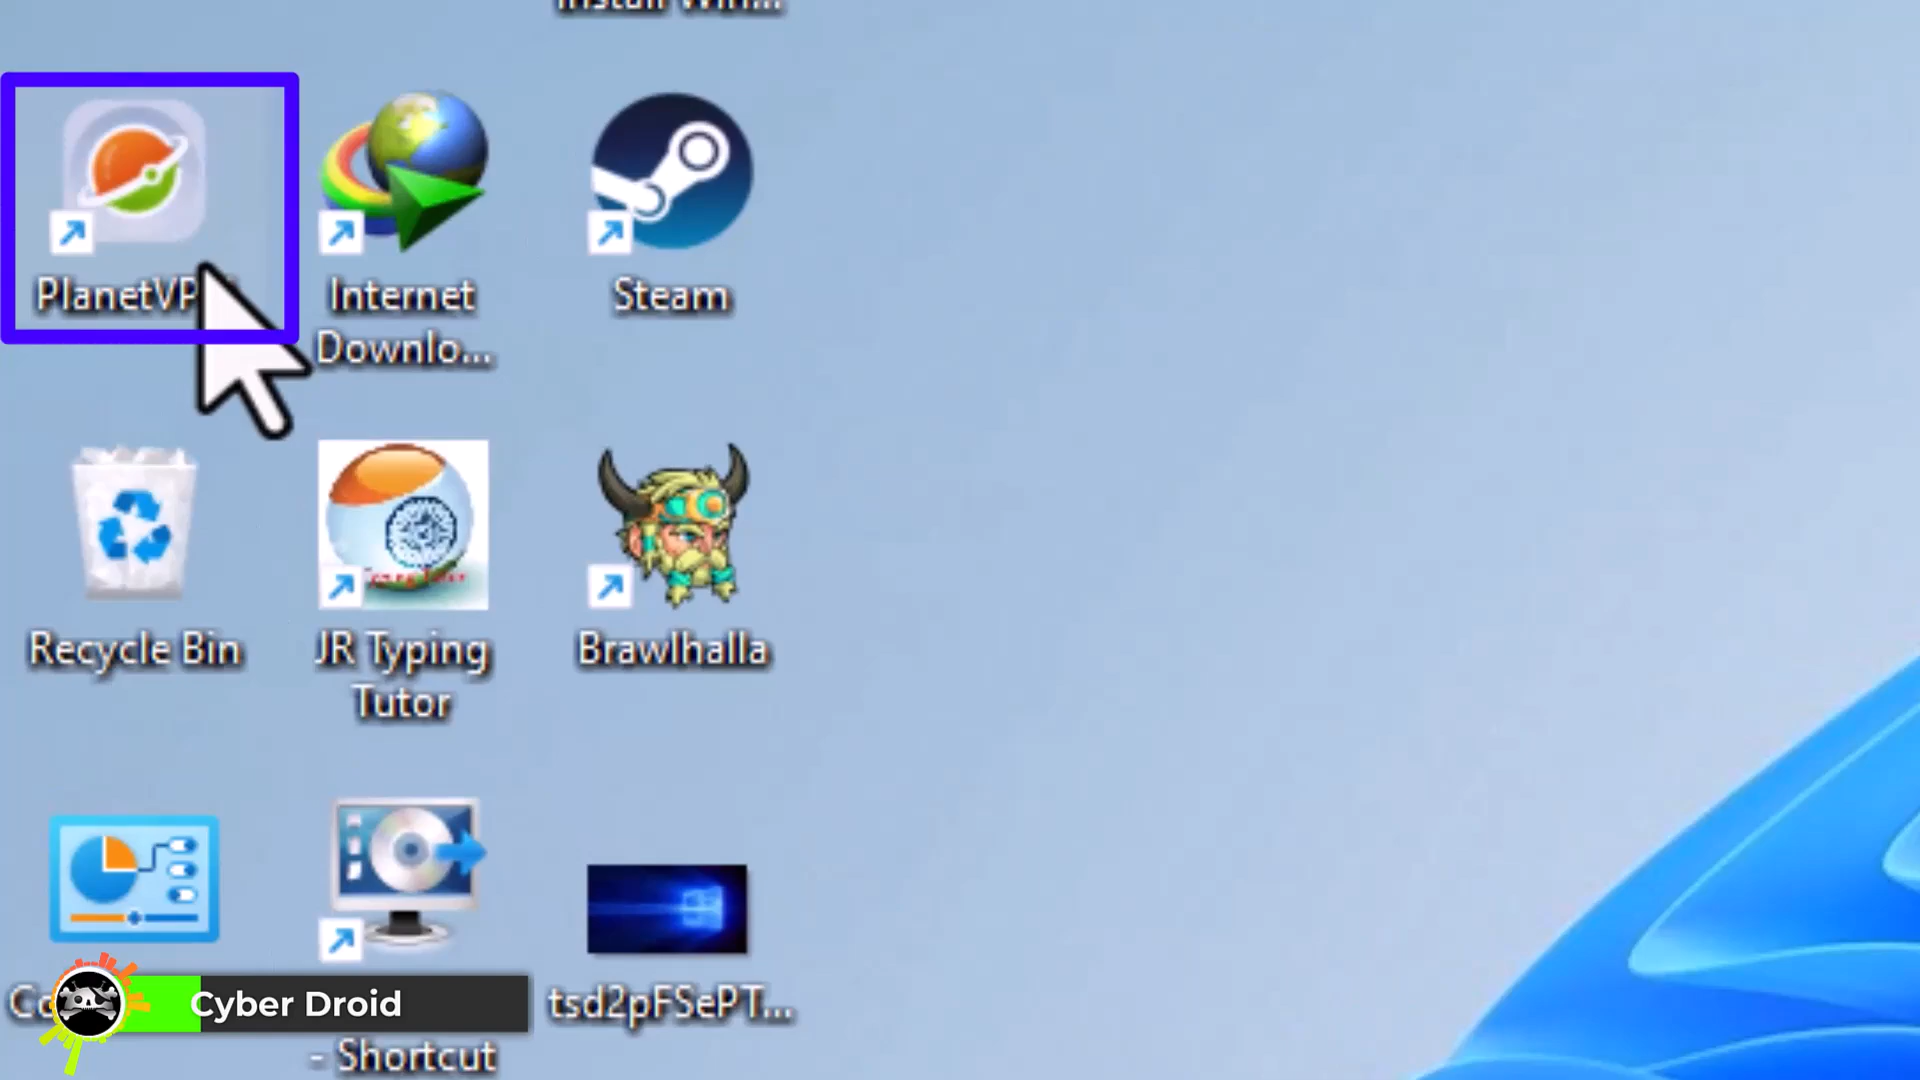 PlanetVP
Internet
Downlo...
Steam
Recycle Bin
JR Typing
Tutor
Brawlhalla
Cyber Droid
- Shortcut
tsd2pFSePT...